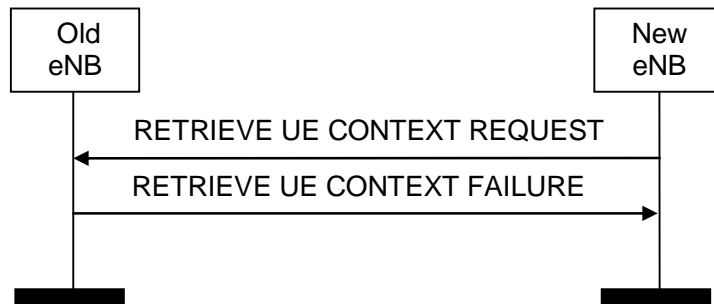 Old
eNB
New
eNB
RETRIEVE UE CONTEXT REQUEST
RETRIEVE UE CONTEXT FAILURE